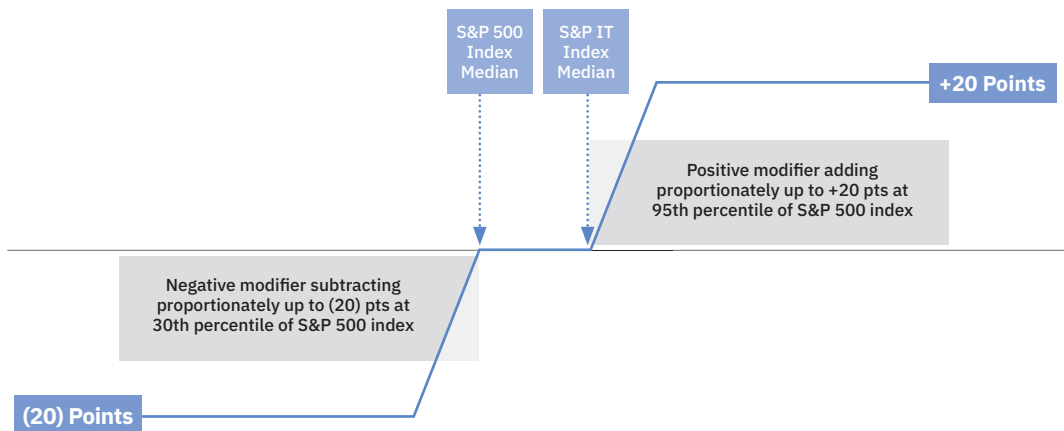 S&P 500
Index
Median
S&P IT
Index
Median
+20 Points
Positive modifier adding
proportionately up to +20 pts at
95th percentile of S&P 500 index
Negative modifier subtracting
proportionately up to (20) pts at
30th percentile of S&P 500 index
(20) Points